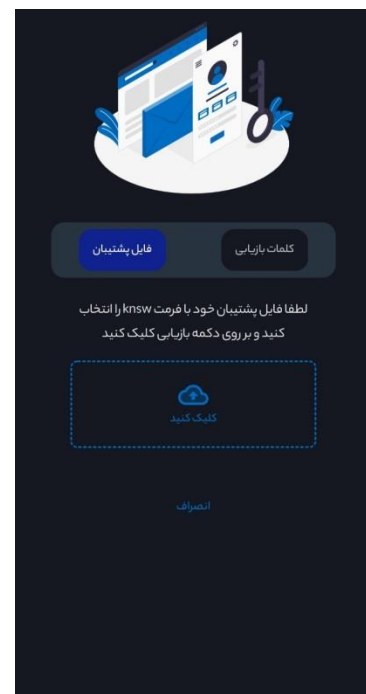 کلمات بازیابی
فایل پشتیبان
لطفا فایل پشتیبان خود با فرمت knsw را انتخاب
کنید و بر روی دکمه بازیابی کلیک کنید
کلیک کنید
انصراف